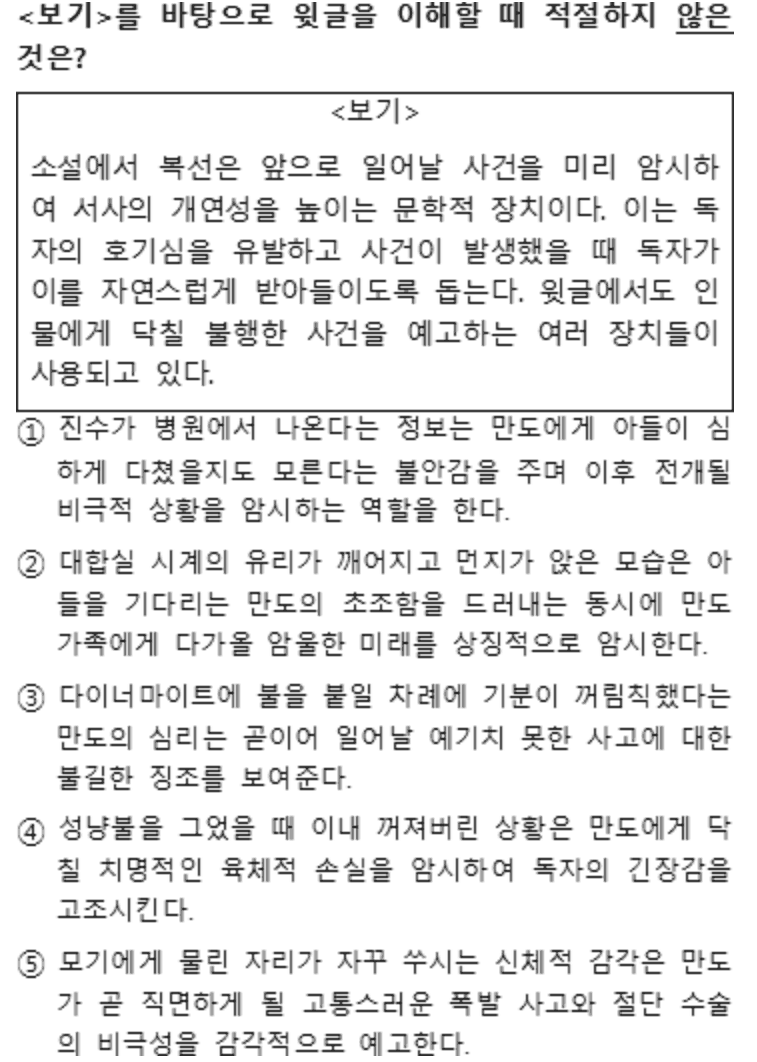 <보기>를 바탕으로 윗글을 이해할 때 적절하지 않은
것은?
<보기>
소설에서 복선은 앞으로 일어날 사건을 미리 암시하
여 서사의 개연성을 높이는 문학적 장치이다. 이는 독
자의 호기심을 유발하고 사건이 발생했을 때 독자가
이를 자연스럽게 받아들이도록 돕는다. 윗글에서도 인
물에게 닥칠 불행한 사건을 예고하는 여러 장치들이
사용되고 있다.
① 진수가 병원에서 나온다는 정보는 만도에게 아들이 심
하게 다쳤을지도 모른다는 불안감을 주며 이후 전개될
비극적 상황을 암시하는 역할을 한다.
② 대합실 시계의 유리가 깨어지고 먼지가 앉은 모습은 아
들을 기다리는 만도의 초조함을 드러내는 동시에 만도
가족에게 다가올 암울한 미래를 상징적으로 암시한다.
③ 다이너마이트에 불을 붙일 차례에 기분이 꺼림칙했다는
만도의 심리는 곧이어 일어날 예기치 못한 사고에 대한
불길한 징조를 보여준다.
④ 성냥불을 그었을 때 이내 꺼져버린 상황은 만도에게 닥
칠 치명적인 육체적 손실을 암시하여 독자의 긴장감을
고조시킨다.
⑤ 모기에게 물린 자리가 자꾸 쑤시는 신체적 감각은 만도
가 곧 직면하게 될 고통스러운 폭발 사고와 절단 수술
의 비극성을 감각적으로 예고한다.